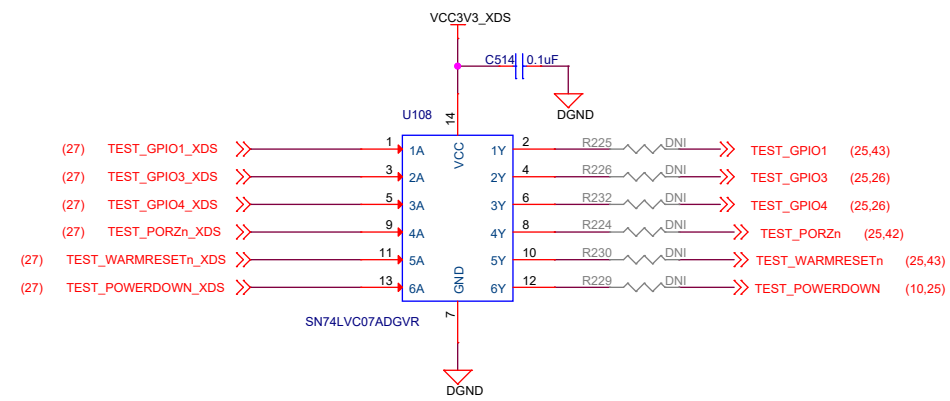 VCC3V3_XDS
C514 0.1uF
DGND
U108
14
VCC
(27) TEST_GPIO1_XDS 1 1A 1Y 2 R225 DNI TEST_GPIO1 (25,43)
(27) TEST_GPIO3_XDS 3 2A 2Y 4 R226 DNI TEST_GPIO3 (25,26)
(27) TEST_GPIO4_XDS 5 3A 3Y 6 R232 DNI TEST_GPIO4 (25,26)
(27) TEST_PORZn_XDS 9 4A 4Y 8 R224 DNI TEST_PORZn (25,42)
(27) TEST_WARMRESETn_XDS 11 5A 5Y 10 R230 DNI TEST_WARMRESETn (25,43)
(27) TEST_POWERDOWN_XDS 13 6A 6Y 12 R229 DNI TEST_POWERDOWN (10,25)
GND
7
SN74LVC07ADGVR
DGND